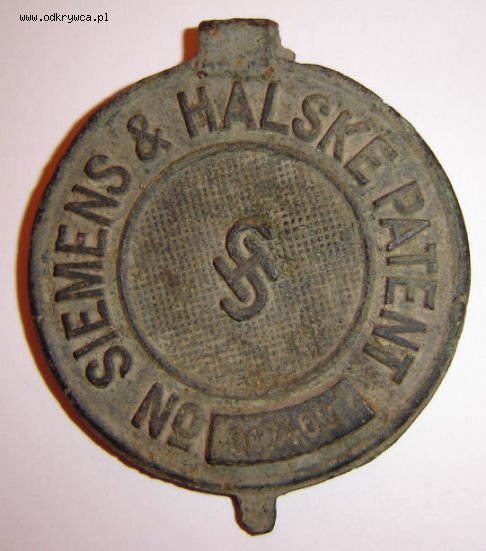 www.odkrywca.pl
SIEMENS & HALSKE PATENT
No